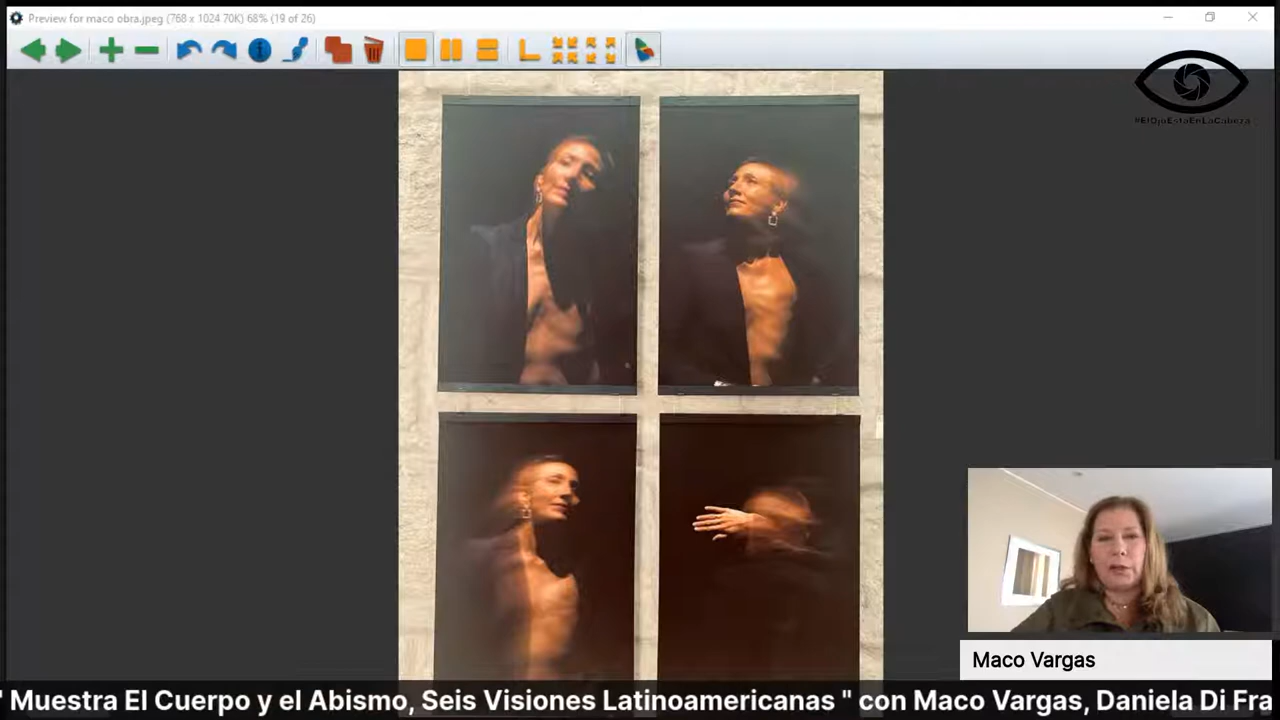 Preview for maco obra.jpeg (768 x 1024 70K) 68% (19 of 26)
#ElOjoEstaEnLaCabeza
Maco Vargas
" Muestra El Cuerpo y el Abismo, Seis Visiones Latinoamericanas " con Maco Vargas, Daniela Di Fra